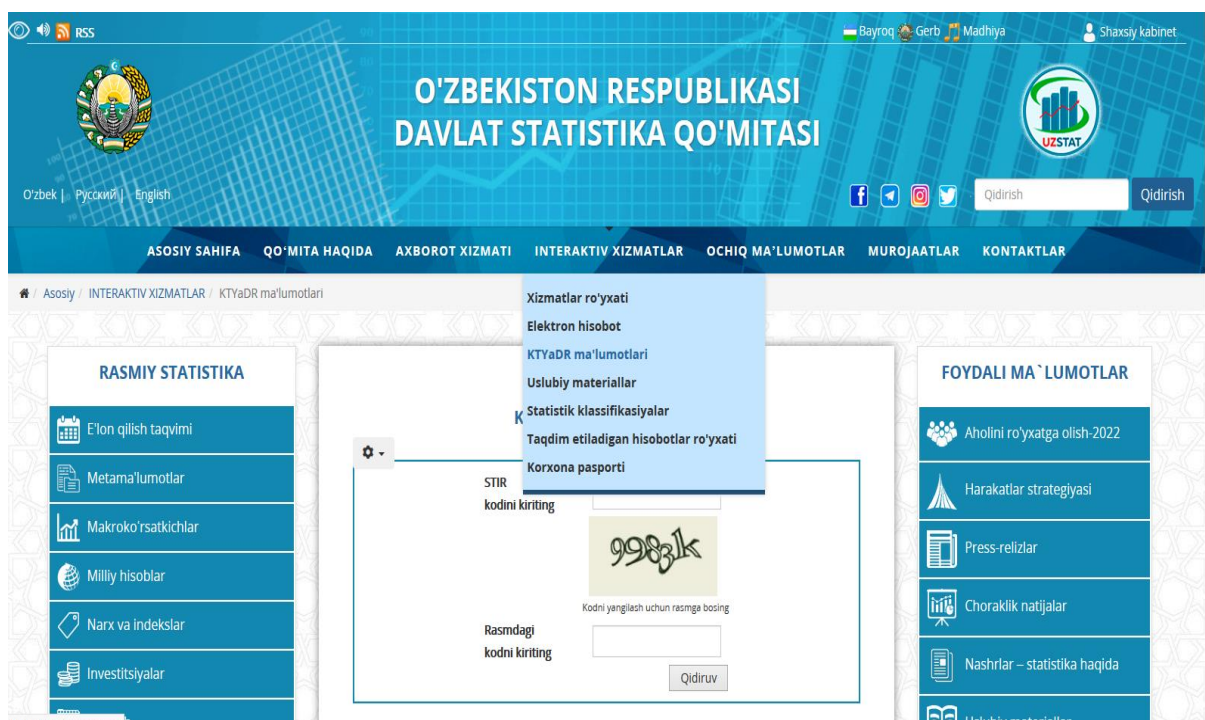 RSS
Bayroq Gerb Madhiya
Shaxsiy kabinet
O'ZBEKISTON RESPUBLIKASI
DAVLAT STATISTIKA QO'MITASI
UZSTAT
O'zbek | Русский | English
Qidirish
Qidirish
ASOSIY SAHIFA QO‘MITA HAQIDA AXBOROT XIZMATI INTERAKTIV XIZMATLAR OCHIQ MA’LUMOTLAR MUROJAATLAR KONTAKTLAR
/ Asosiy / INTERAKTIV XIZMATLAR / KTYaDR ma'lumotlari
Xizmatlar ro'yxati
Elektron hisobot
KTYaDR ma'lumotlari
Uslubiy materiallar
Statistik klassifikasiyalar
Taqdim etiladigan hisobotlar ro'yxati
Korxona pasporti
RASMIY STATISTIKA
E'lon qilish taqvimi
Metama'lumotlar
Makroko'rsatkichlar
Milliy hisoblar
Narx va indekslar
Investitsiyalar
K
STIR
kodini kiriting
9983k
Kodni yangilash uchun rasmga bosing
Rasmdagi
kodni kiriting
Qidiruv
FOYDALI MA`LUMOTLAR
Aholini ro'yxatga olish-2022
Harakatlar strategiyasi
Press-relizlar
Choraklik natijalar
Nashrlar – statistika haqida